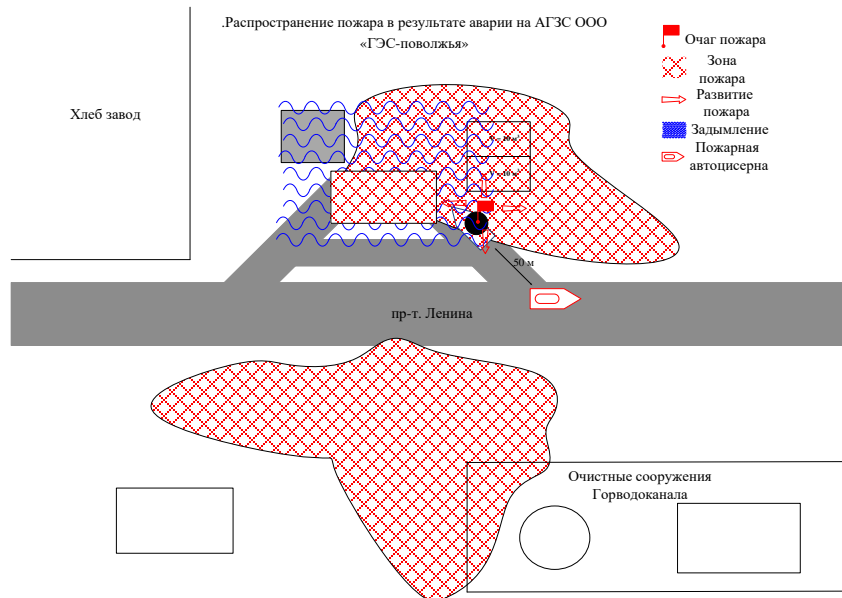 .Распространение пожара в результате аварии на АГЗС ООО
«ГЭС-поволжья»
Очаг пожара
Зона
пожара
Развитие
пожара
Задымление
Пожарная
автоцисерна
Хлеб завод
50 м
пр-т. Ленина
Очистные сооружения
Горводоканала